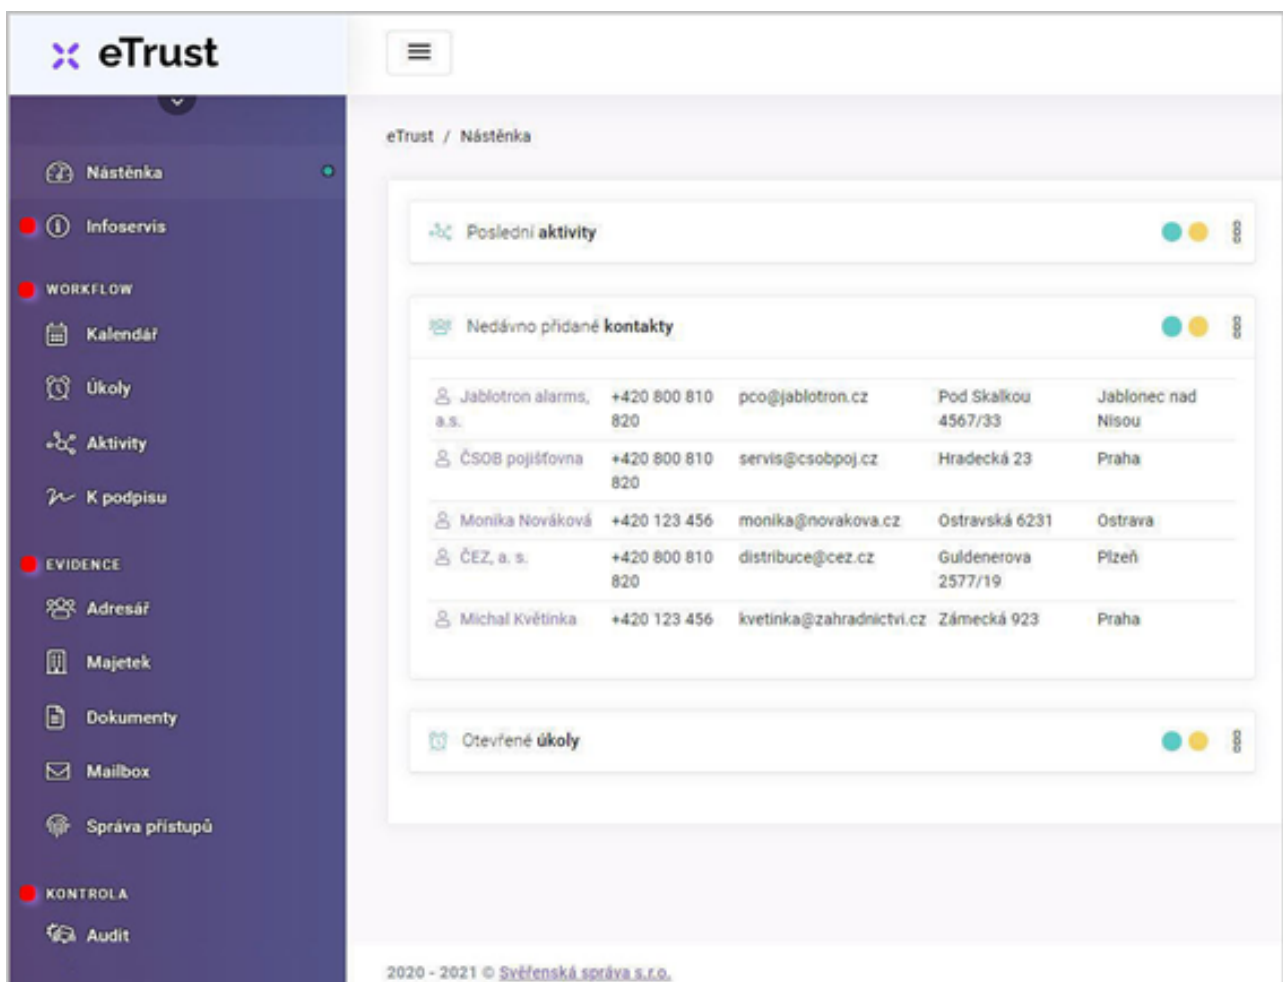 eTrust
Nástěnka
Infoservis
WORKFLOW
Kalendář
Úkoly
Aktivity
K podpisu
EVIDENCE
Adresář
Majetek
Dokumenty
Mailbox
Správa přístupů
KONTROLA
Audit
eTrust / Nástěnka
Poslední aktivity
Nedávno přidané kontakty
Jablotron alarms, +420 800 810 pco@jablotron.cz Pod Skalkou Jablonec nad
a.s. 820 4567/33 Nisou
ČSOB pojišťovna +420 800 810 servis@csobpoj.cz Hradecká 23 Praha
820
Monika Nováková +420 123 456 monika@novakova.cz Ostravská 6231 Ostrava
ČEZ, a. s. +420 800 810 distribuce@cez.cz Guldenerova Plzeň
820 2577/19
Michal Květinka +420 123 456 kvetinka@zahradnictvi.cz Zámecká 923 Praha
Otevřené úkoly
2020 - 2021 © Svěřenská správa s.r.o.